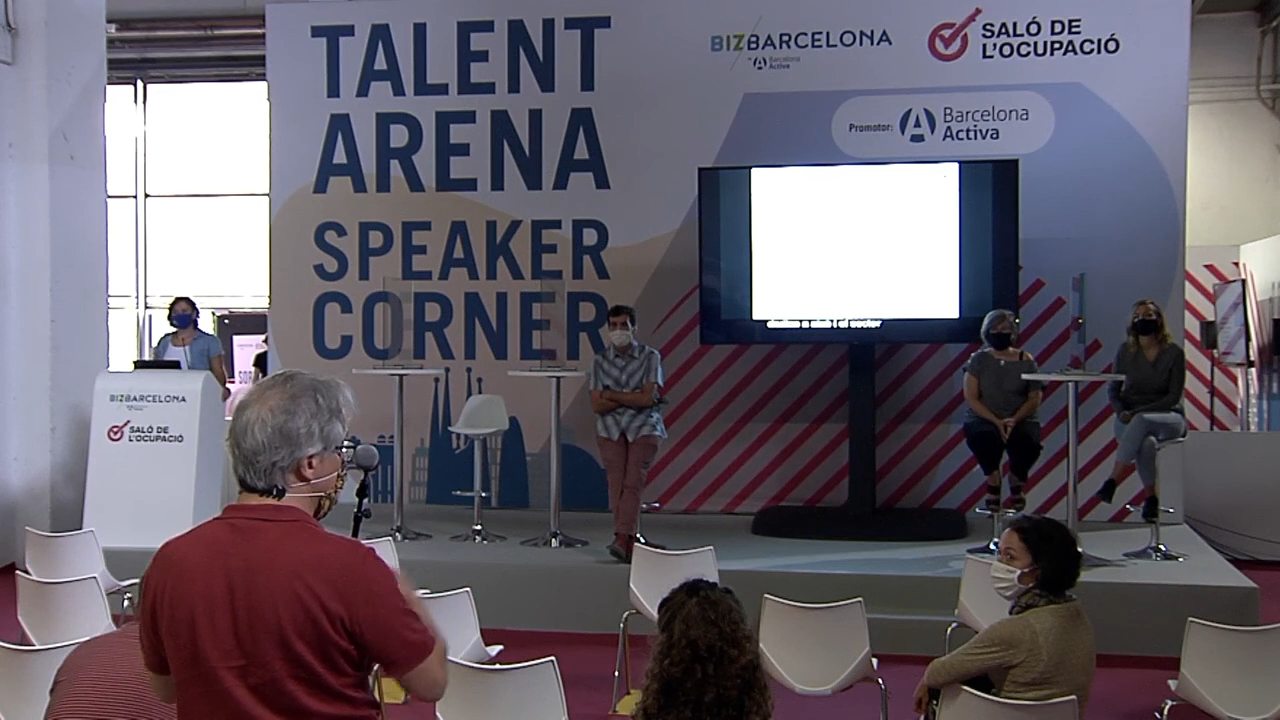 TALENT
ARENA
SPEAKER
CORNER
BIZBARCELONA
Barcelona
Activa
SALÓ DE
L'OCUPACIÓ
Promotor:
Barcelona
Activa
BIZBARCELONA
SALÓ DE
L'OCUPACIÓ